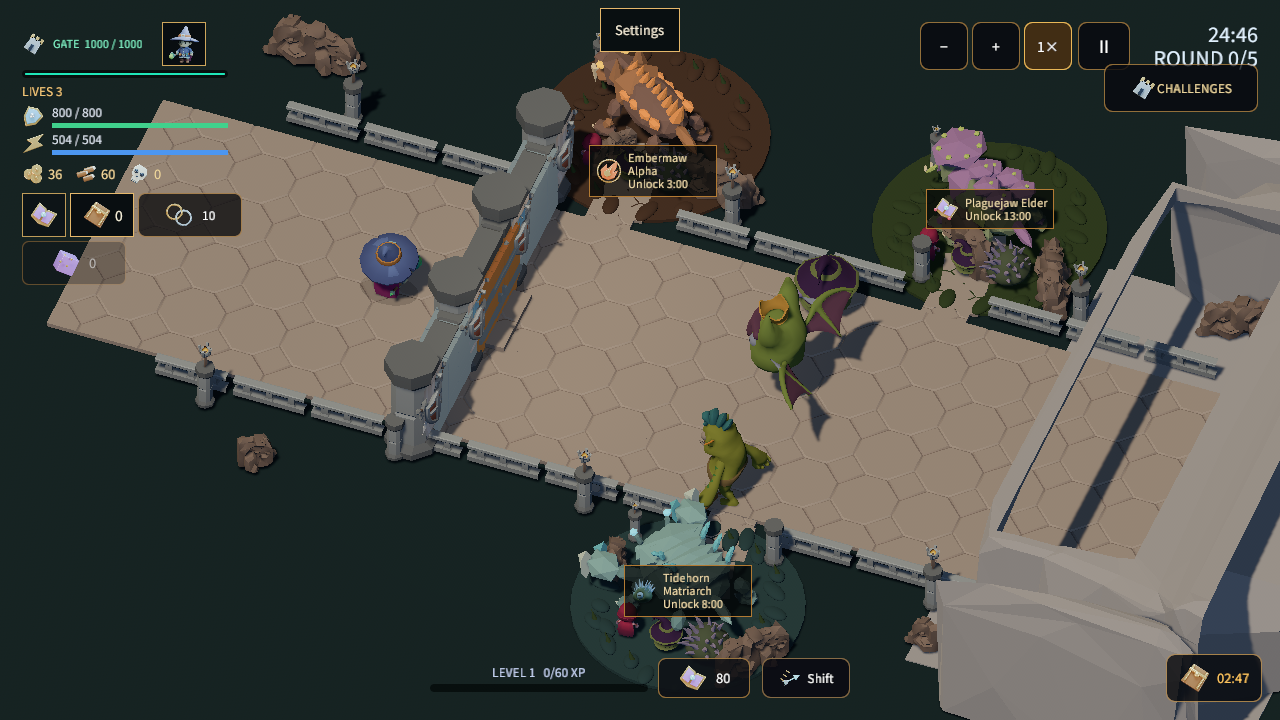 GATE 1000 / 1000
LIVES 3
800 / 800
504 / 504
36
60
0
0
10
0
Settings
−
+
1×
24:46
ROUND 0/5
CHALLENGES
Embermaw
Alpha
Unlock 3:00
Plaguejaw Elder
Unlock 13:00
Tidehorn
Matriarch
Unlock 8:00
LEVEL 1 0/60 XP
80
Shift
02:47